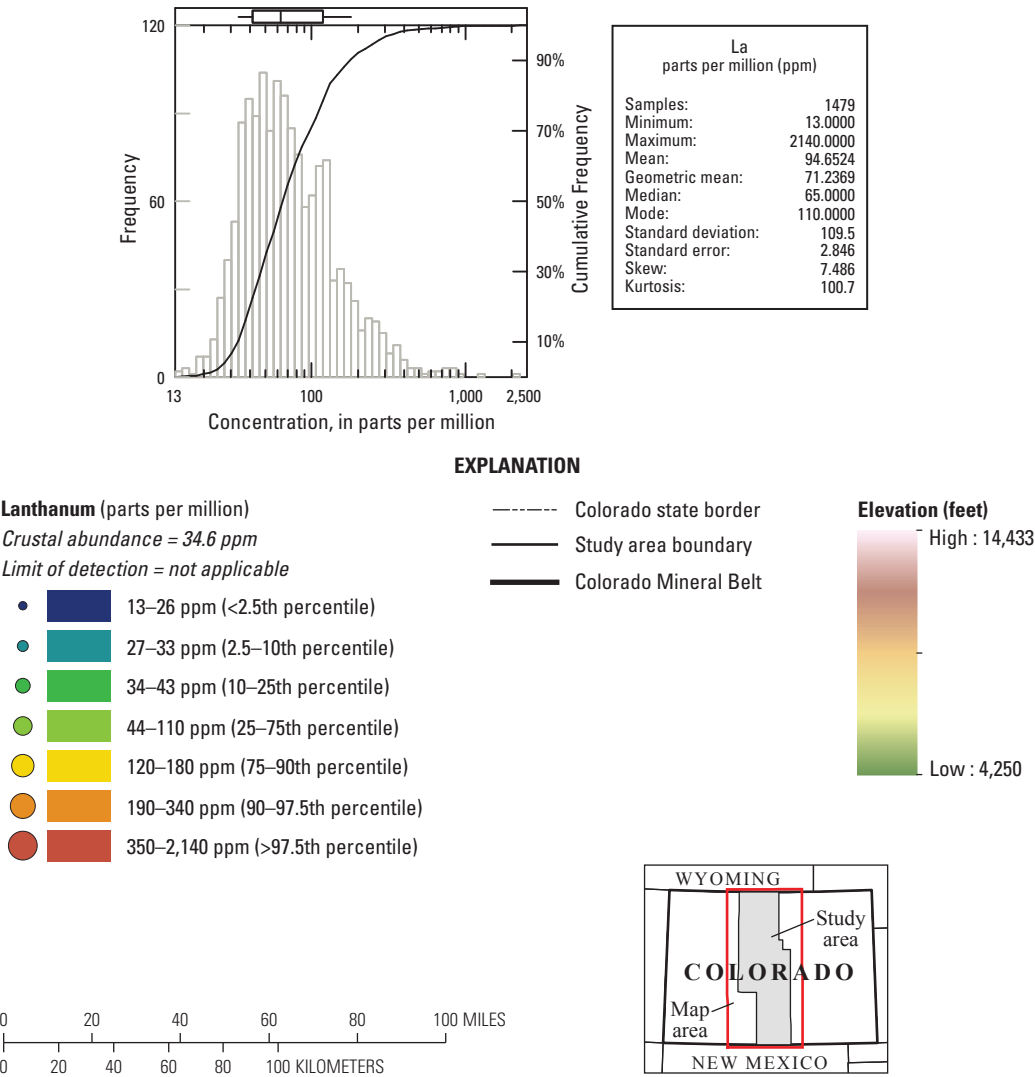 120
60
0
Frequency
13
100
1,000
2,500
Concentration, in parts per million
90%
70%
50%
30%
10%
Cumulative Frequency
La
parts per million (ppm)
Samples: 1479
Minimum: 13.0000
Maximum: 2140.0000
Mean: 94.6524
Geometric mean: 71.2369
Median: 65.0000
Mode: 110.0000
Standard deviation: 109.5
Standard error: 2.846
Skew: 7.486
Kurtosis: 100.7
EXPLANATION
Lanthanum (parts per million)
Crustal abundance = 34.6 ppm
Limit of detection = not applicable
13–26 ppm (<2.5th percentile)
27–33 ppm (2.5–10th percentile)
34–43 ppm (10–25th percentile)
44–110 ppm (25–75th percentile)
120–180 ppm (75–90th percentile)
190–340 ppm (90–97.5th percentile)
350–2,140 ppm (>97.5th percentile)
Colorado state border
Study area boundary
Colorado Mineral Belt
Elevation (feet)
High : 14,433
Low : 4,250
0 20 40 60 80 100 MILES
0 20 40 60 80 100 KILOMETERS
WYOMING
Study
area
COLORADO
Map
area
NEW MEXICO